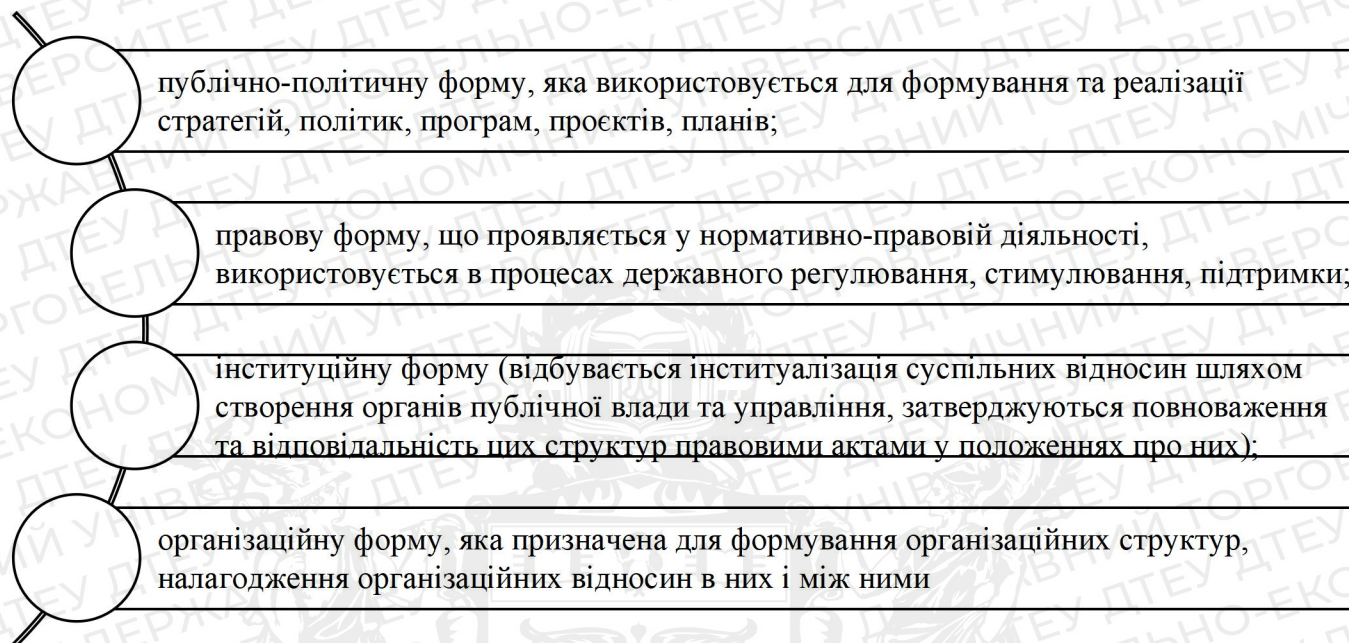 публічно-політичну форму, яка використовується для формування та реалізації
стратегій, політик, програм, проєктів, планів;
правову форму, що проявляється у нормативно-правовій діяльності,
використовується в процесах державного регулювання, стимулювання, підтримки;
інституційну форму (відбувається інституалізація суспільних відносин шляхом
створення органів публічної влади та управління, затверджуються повноваження
та відповідальність цих структур правовими актами у положеннях про них);
організаційну форму, яка призначена для формування організаційних структур,
налагодження організаційних відносин в них і між ними